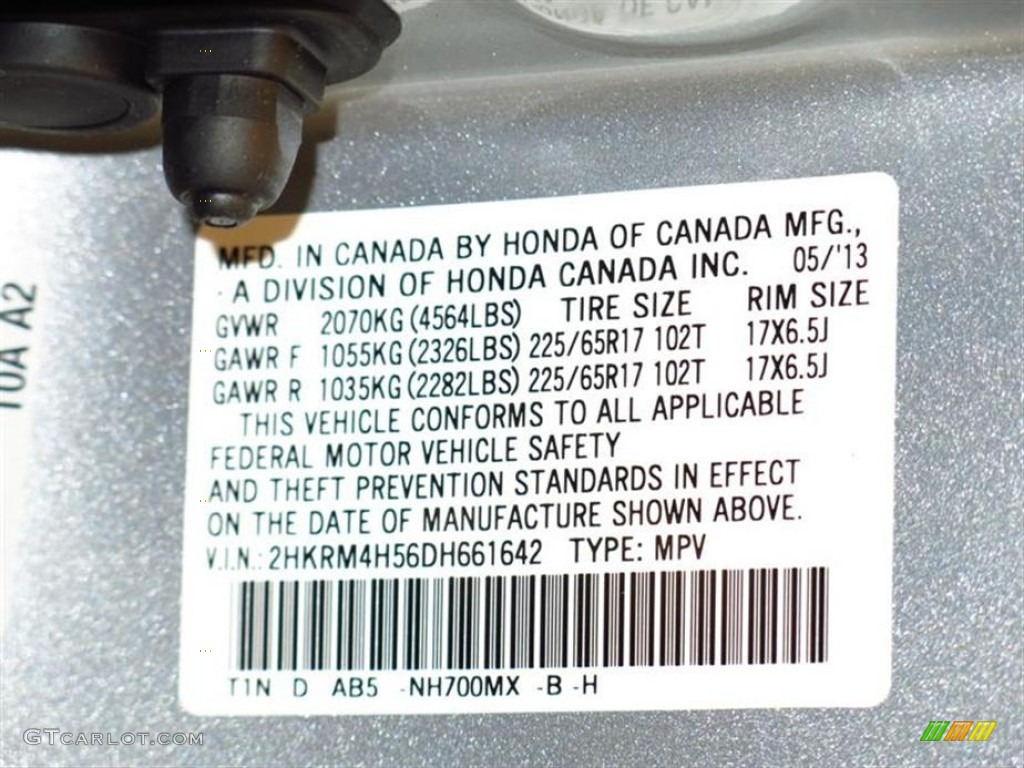 DE
MFD. IN CANADA BY HONDA OF CANADA MFG.,
A DIVISION OF HONDA CANADA INC. 05/'13
GVWR 2070KG (4564LBS) TIRE SIZE RIM SIZE
GAWR F 1055KG (2326LBS) 225/65R17 102T 17X6.5J
GAWR R 1035KG (2282LBS) 225/65R17 102T 17X6.5J
THIS VEHICLE CONFORMS TO ALL APPLICABLE
FEDERAL MOTOR VEHICLE SAFETY
AND THEFT PREVENTION STANDARDS IN EFFECT
ON THE DATE OF MANUFACTURE SHOWN ABOVE.
V.I.N.: 2HKRM4H56DH661642 TYPE: MPV
T1N D AB5 -NH700MX -B -H
T0A A2
GTCARLOT.COM